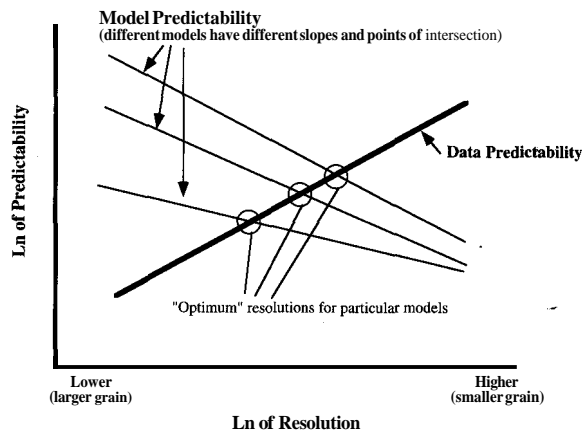 Model Predictability
(different models have different slopes and points of intersection)
Ln of Predictability
Data Predictability
"Optimum" resolutions for particular models
Lower
(larger grain)
Higher
(smaller grain)
Ln of Resolution